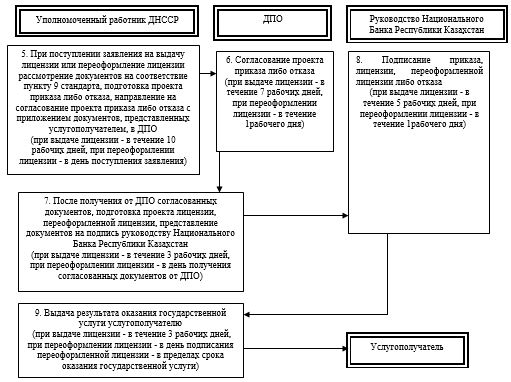 Уполномоченный работник ДНССР
ДПО
Руководство Национального
Банка Республики Казахстан
5. При поступлении заявления на выдачу
лицензии или переоформление лицензии
рассмотрение документов на соответствие
пункту 9 стандарта, подготовка проекта
приказа либо отказа, направление на
согласование проекта приказа либо отказа с
приложением документов, представленных
услугополучателем, в ДПО
(при выдаче лицензии - в течение 10
рабочих дней, при переоформлении
лицензии - в день поступления заявления)
6. Согласование проекта
приказа либо отказа
(при выдаче лицензии - в
течение 7 рабочих дней,
при переоформлении
лицензии - в течение
1рабочего дня)
8. Подписание приказа,
лицензии, переоформленной
лицензии либо отказа
(при выдаче лицензии - в
течение 5 рабочих дней, при
переоформлении лицензии - в
течение 1рабочего дня)
7. После получения от ДПО согласованных
документов, подготовка проекта лицензии,
переоформленной лицензии, представление
документов на подпись руководству Национального
Банка Республики Казахстан
(при выдаче лицензии - в течение 3 рабочих дней,
при переоформлении лицензии - в день получения
согласованных документов от ДПО)
9. Выдача результата оказания государственной
услуги услугополучателю
(при выдаче лицензии - в течение 3 рабочих дней,
при переоформлении лицензии - в день подписания
переоформленной лицензии - в пределах срока
оказания государственной услуги)
Услугополучатель